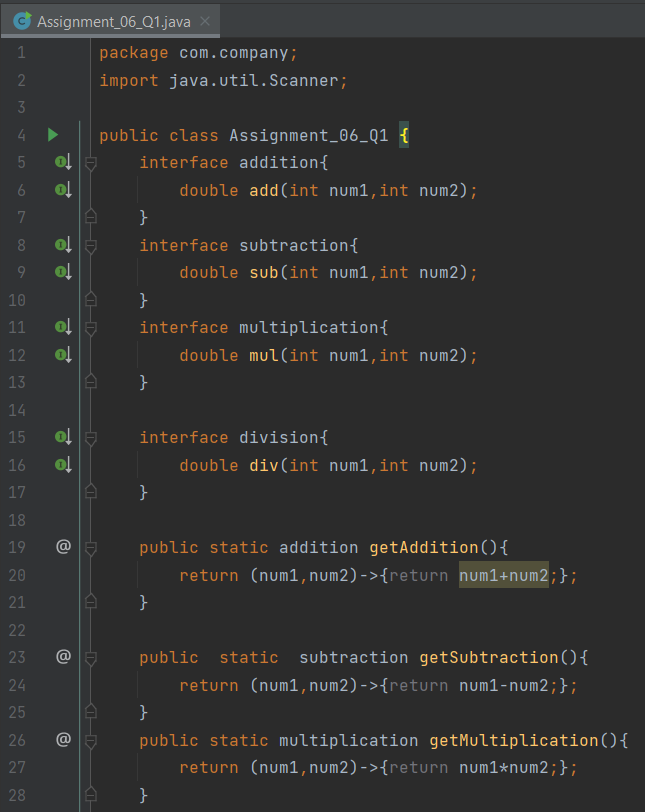 Assignment_06_Q1.java
1 package com.company;
2 import java.util.Scanner;
3
4 public class Assignment_06_Q1 {
5 interface addition{
6 double add(int num1,int num2);
7 }
8 interface subtraction{
9 double sub(int num1,int num2);
10 }
11 interface multiplication{
12 double mul(int num1,int num2);
13 }
14
15 interface division{
16 double div(int num1,int num2);
17 }
18
19 @ public static addition getAddition(){
20 return (num1,num2)->{return num1+num2;};
21 }
22
23 @ public  static  subtraction getSubtraction(){
24 return (num1,num2)->{return num1-num2;};
25 }
26 @ public static multiplication getMultiplication(){
27 return (num1,num2)->{return num1*num2;};
28 }